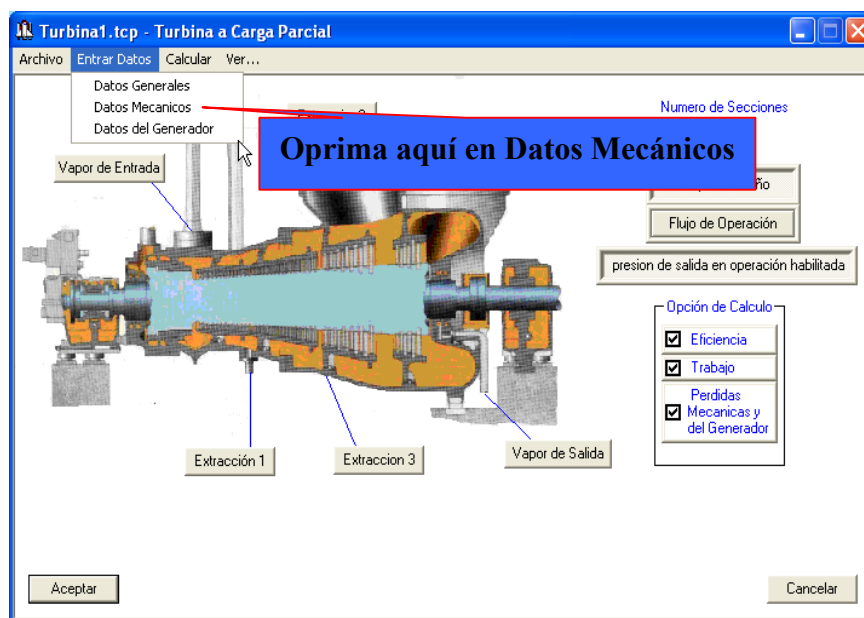 Turbina1.tcp - Turbina a Carga Parcial
Archivo Entrar Datos Calcular Ver...
Datos Generales
Datos Mecanicos
Datos del Generador
Numero de Secciones
Oprima aquí en Datos Mecánicos
Vapor de Entrada
Flujo de Operación
presion de salida en operación habilitada
Opción de Calculo
Eficiencia
Trabajo
Perdidas
Mecanicas y
del Generador
Extracción 1
Extraccion 3
Vapor de Salida
Aceptar
Cancelar